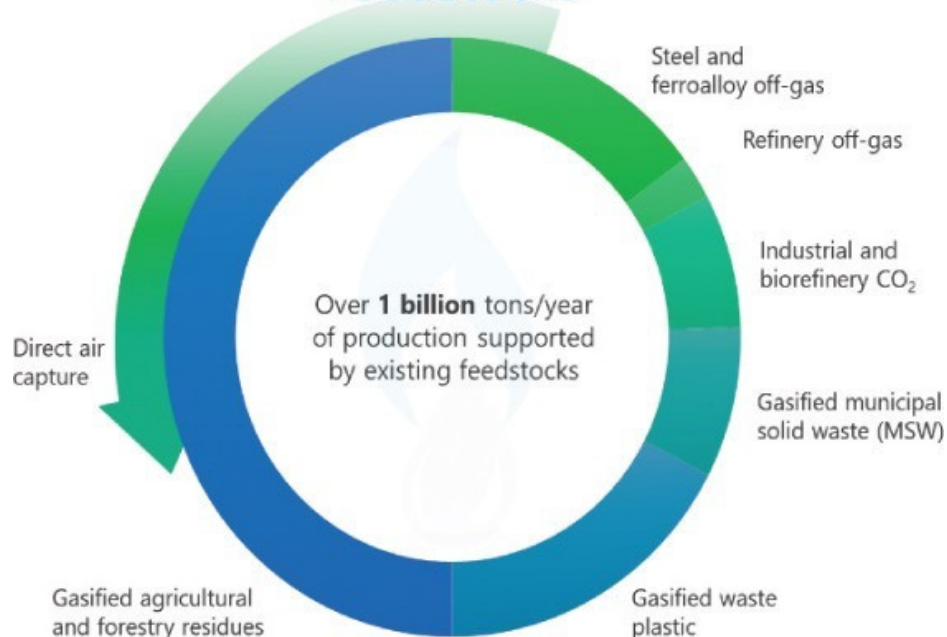 Steel and
ferroalloy off-gas
Refinery off-gas
Industrial and
biorefinery CO₂
Over 1 billion tons/year
of production supported
by existing feedstocks
Direct air
capture
Gasified municipal
solid waste (MSW)
Gasified agricultural
and forestry residues
Gasified waste
plastic